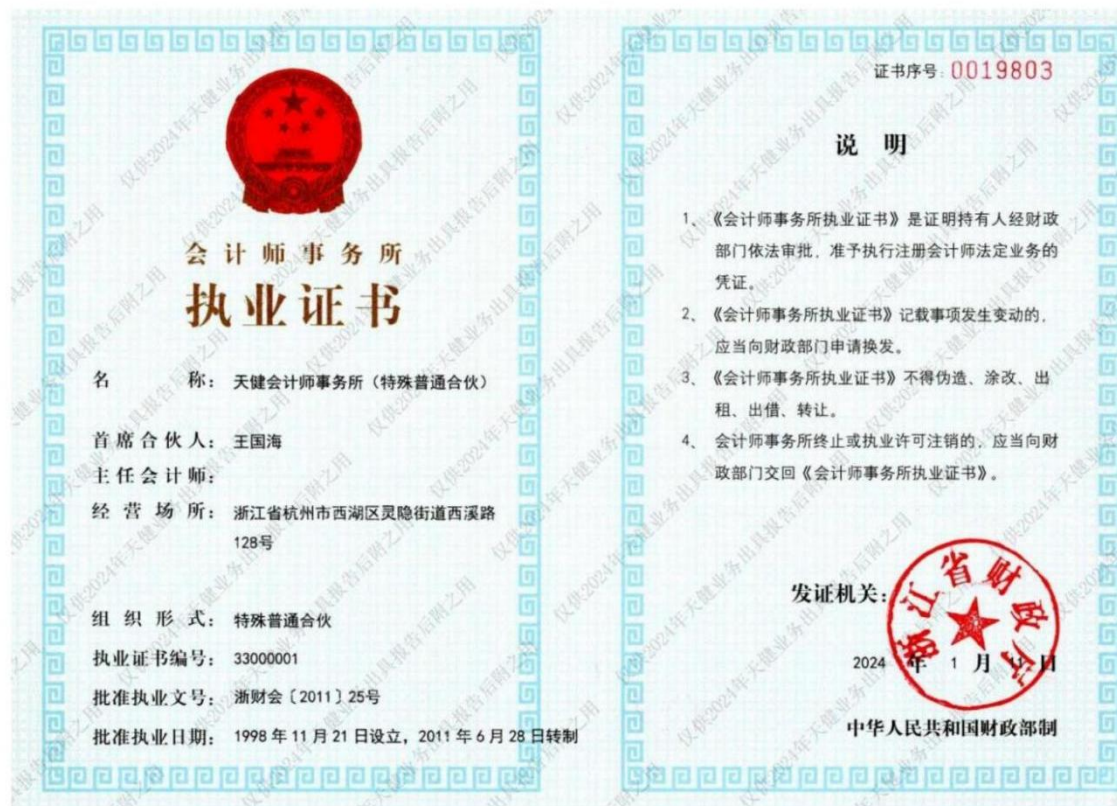 会计师事务所
执业证书
名 称：天健会计师事务所（特殊普通合伙）
首席合伙人：王国海
主任会计师：
经营场所：浙江省杭州市西湖区灵隐街道西溪路
128号
组织形式：特殊普通合伙
执业证书编号：33000001
批准执业文号：浙财会〔2011〕25号
批准执业日期：1998年11月21日设立，2011年6月28日转制
证书序号：0019803
说 明
1、《会计师事务所执业证书》是证明持有人经财政
部门依法审批，准予执行注册会计师法定业务的
凭证。
2、《会计师事务所执业证书》记载事项发生变动的，
应当向财政部门申请换发。
3、《会计师事务所执业证书》不得伪造、涂改、出
租、出借、转让。
4、会计师事务所终止或执业许可注销的，应当向财
政部门交回《会计师事务所执业证书》。
发证机关：
浙江省财政厅
2024年1月11日
中华人民共和国财政部制
仅供2024年天健业务出具报告后附之用